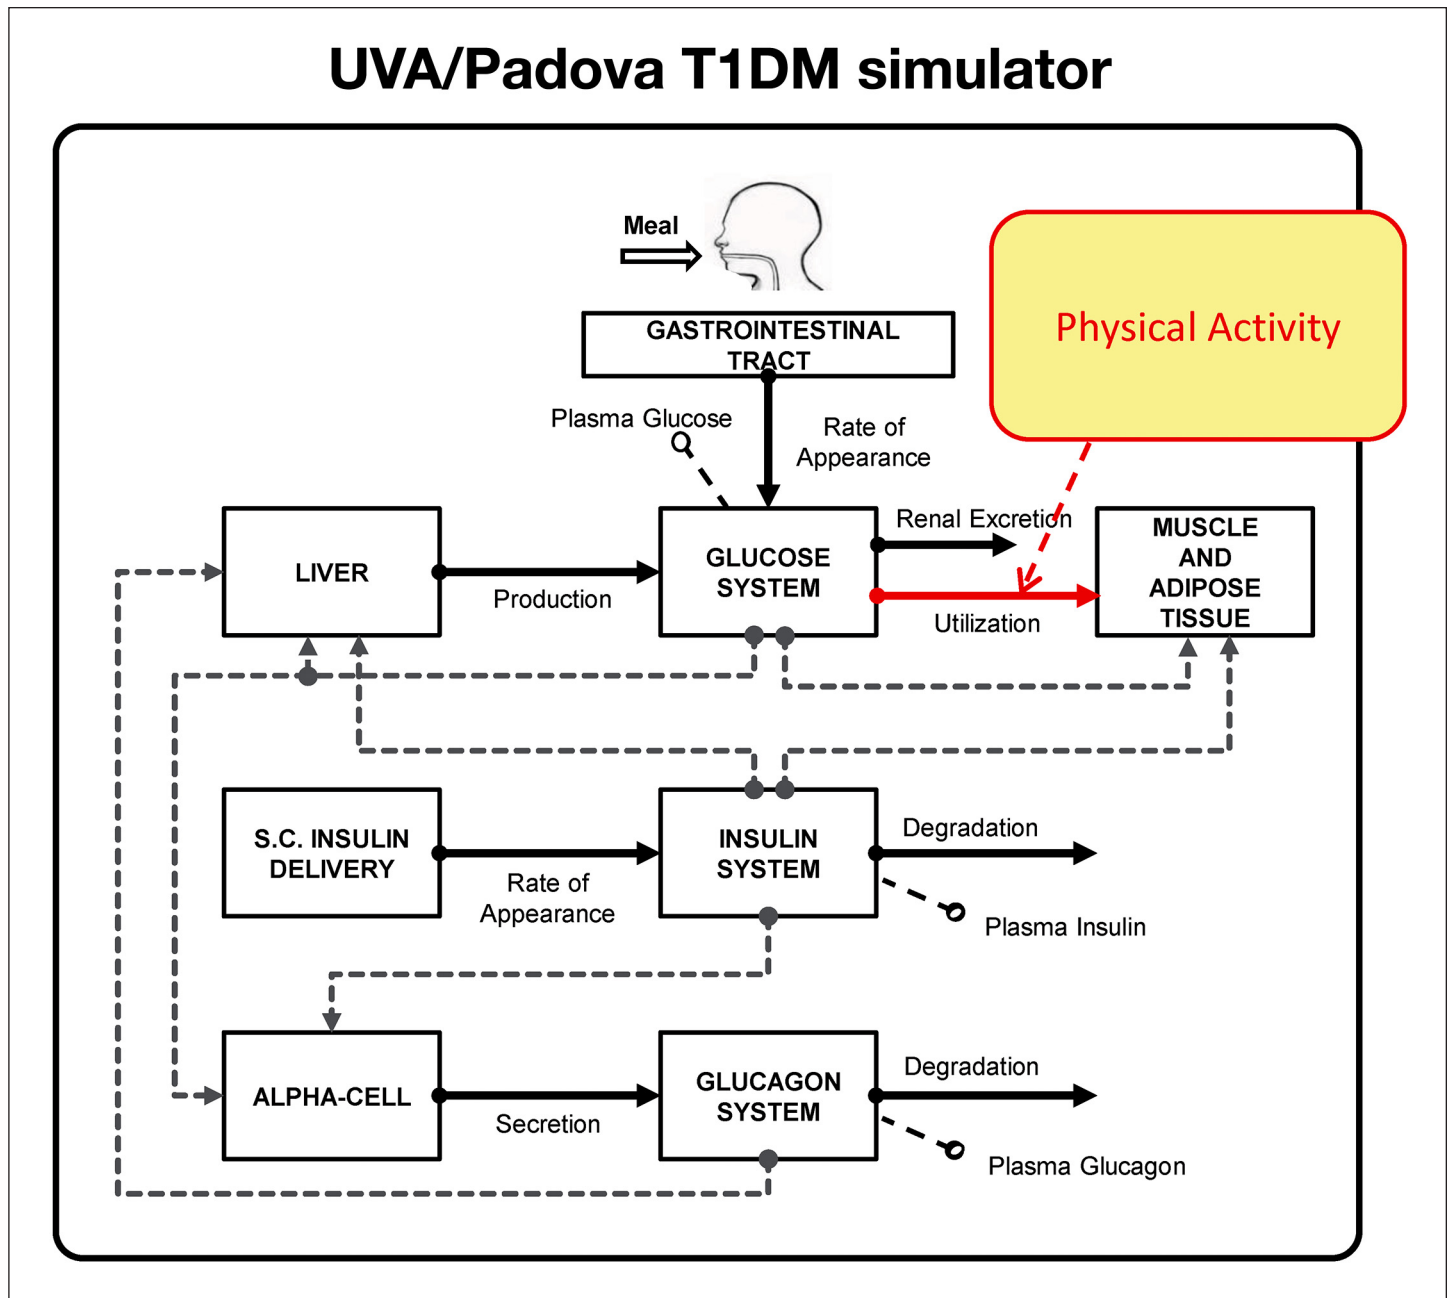 UVA/Padova T1DM simulator
Meal
GASTROINTESTINAL
TRACT
Physical Activity
Plasma Glucose
Rate of
Appearance
LIVER
Production
GLUCOSE
SYSTEM
Renal Excretion
Utilization
MUSCLE
AND
ADIPOSE
TISSUE
S.C. INSULIN
DELIVERY
Rate of
Appearance
INSULIN
SYSTEM
Degradation
Plasma Insulin
ALPHA-CELL
Secretion
GLUCAGON
SYSTEM
Degradation
Plasma Glucagon